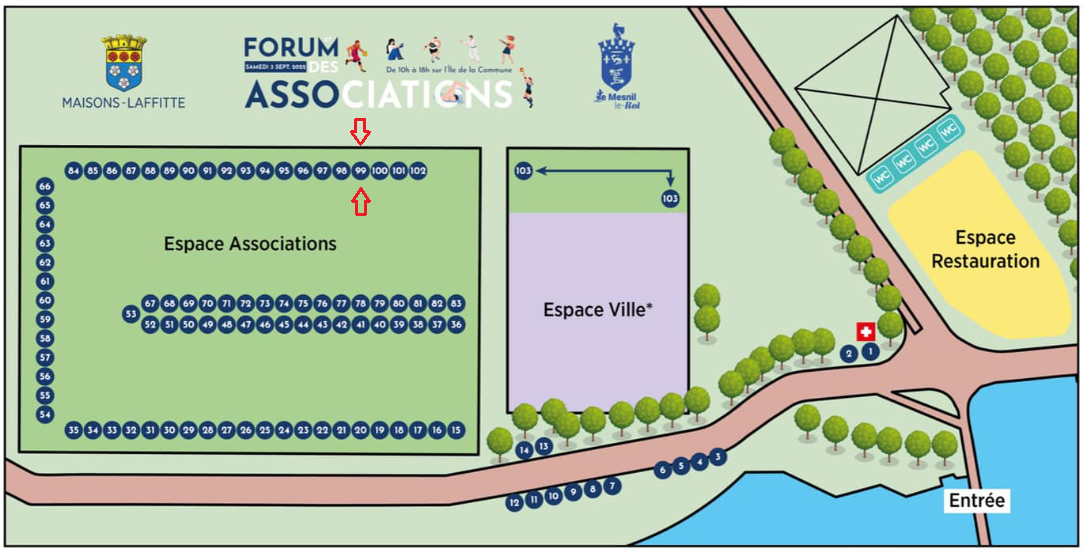 MAISONS-LAFFITTE
FORUM
SAMEDI 3 SEPT. 2022
DES
De 10h à 18h sur l'Île de la Commune
ASSOCIATIONS
Le Mesnil
le-Roi
WC WC WC WC
84 85 86 87 88 89 90 91 92 93 94 95 96 97 98 99 100 101 102
66
65
64
63
62
61
60
59
58
57
56
55
54
Espace Associations
67 68 69 70 71 72 73 74 75 76 77 78 79 80 81 82 83
53
52 51 50 49 48 47 46 45 44 43 42 41 40 39 38 37 36
35 34 33 32 31 30 29 28 27 26 25 24 23 22 21 20 19 18 17 16 15
103
103
Espace Ville*
Espace
Restauration
2 1
14 13
6 5 4 3
12 11 10 9 8 7
Entrée